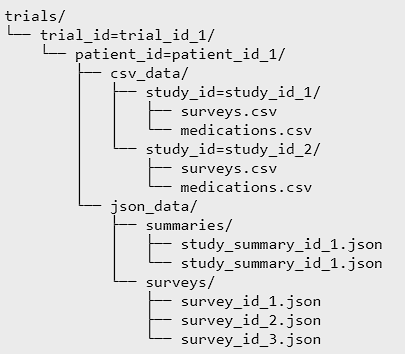 trials/
└── trial_id=trial_id_1/
    └── patient_id=patient_id_1/
        ├── csv_data/
        │   ├── study_id=study_id_1/
        │   │   ├── surveys.csv
        │   │   └── medications.csv
        │   └── study_id=study_id_2/
        │       ├── surveys.csv
        │       └── medications.csv
        └── json_data/
            ├── summaries/
            │   ├── study_summary_id_1.json
            │   └── study_summary_id_1.json
            └── surveys/
                ├── survey_id_1.json
                ├── survey_id_2.json
                └── survey_id_3.json